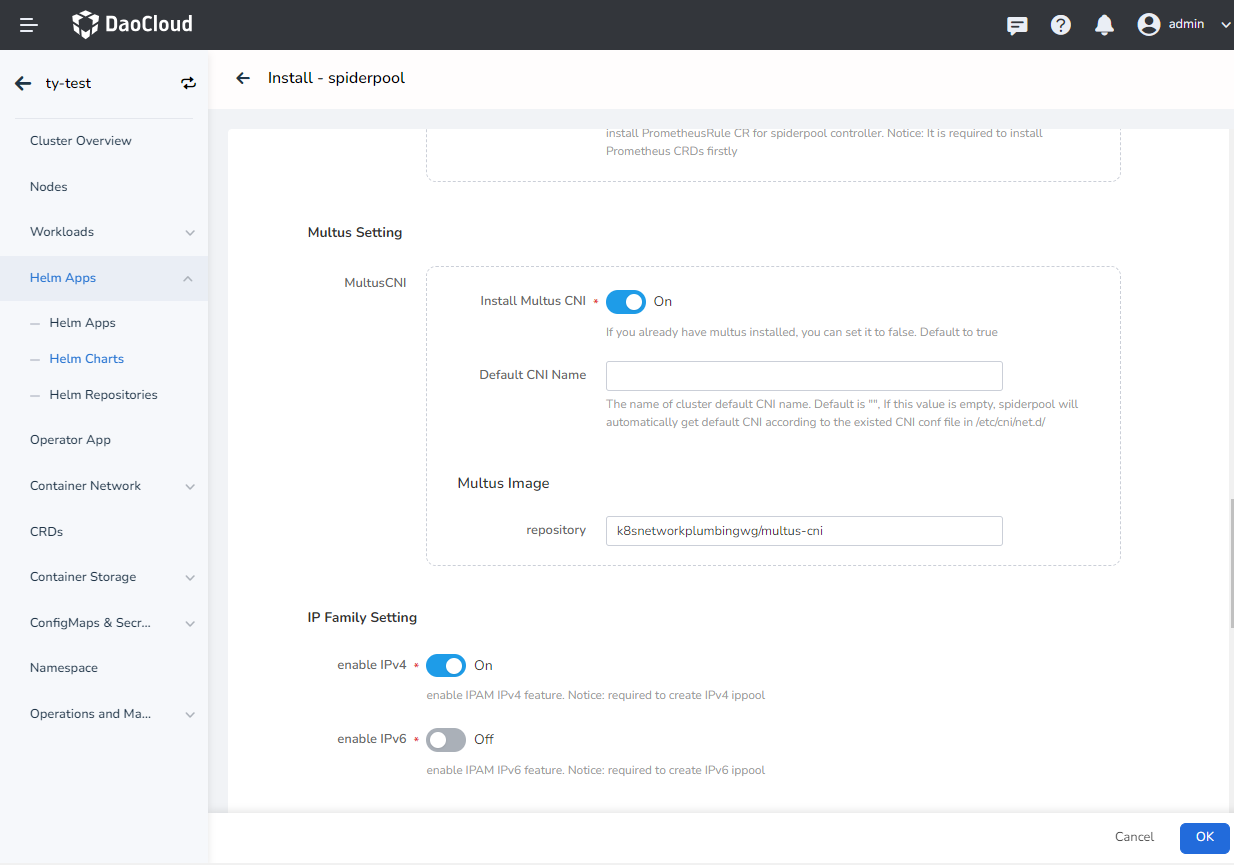 DaoCloud
admin
ty-test
Install - spiderpool
Cluster Overview
Nodes
Workloads
Helm Apps
Helm Apps
Helm Charts
Helm Repositories
Operator App
Container Network
CRDs
Container Storage
ConfigMaps & Secr...
Namespace
Operations and Ma...
install PrometheusRule CR for spiderpool controller. Notice: It is required to install
Prometheus CRDs firstly
Multus Setting
MultusCNI
Install Multus CNI * On
If you already have multus installed, you can set it to false. Default to true
Default CNI Name
The name of cluster default CNI name. Default is "", If this value is empty, spiderpool will
automatically get default CNI according to the existed CNI conf file in /etc/cni/net.d/
Multus Image
repository k8snetworkplumbingwg/multus-cni
IP Family Setting
enable IPv4 * On
enable IPAM IPv4 feature. Notice: required to create IPv4 ippool
enable IPv6 * Off
enable IPAM IPv6 feature. Notice: required to create IPv6 ippool
Cancel
OK